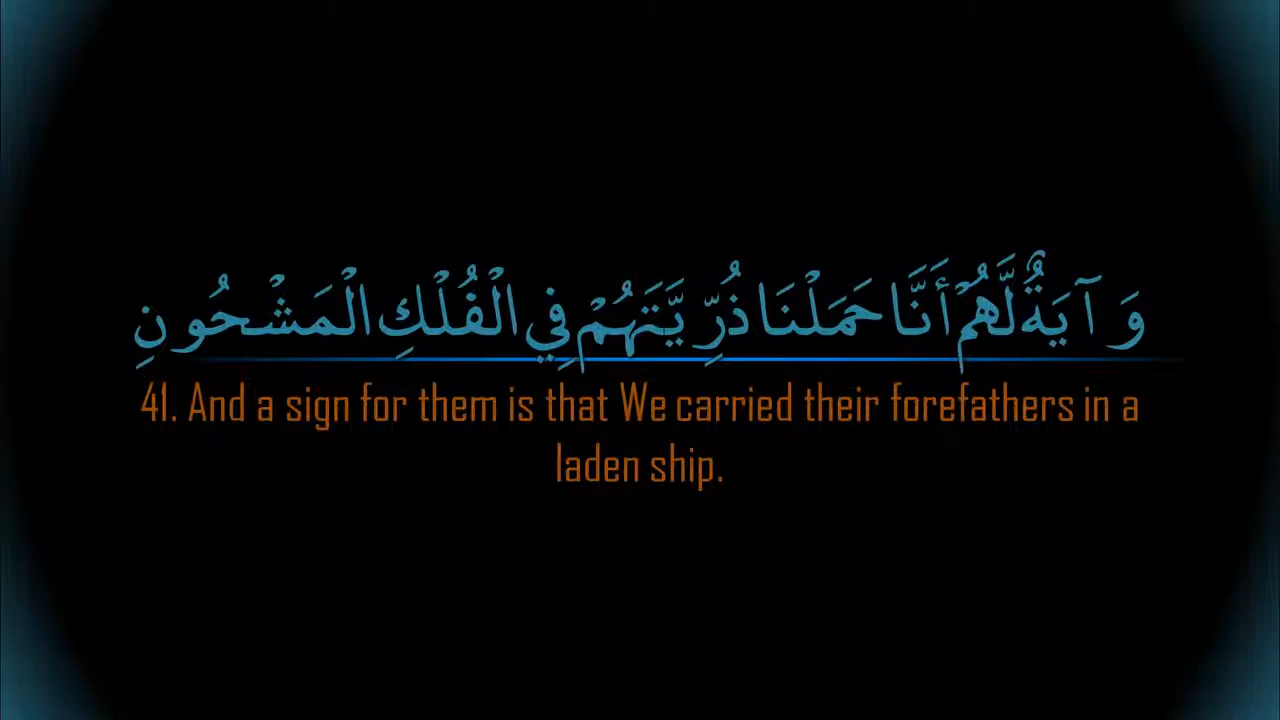 وَ آيَةٌ لَّهُمْ أَنَّا حَمَلْنَا ذُرِّيَّتَهُمْ فِي الْفُلْكِ الْمَشْحُونِ
41. And a sign for them is that We carried their forefathers in a
laden ship.